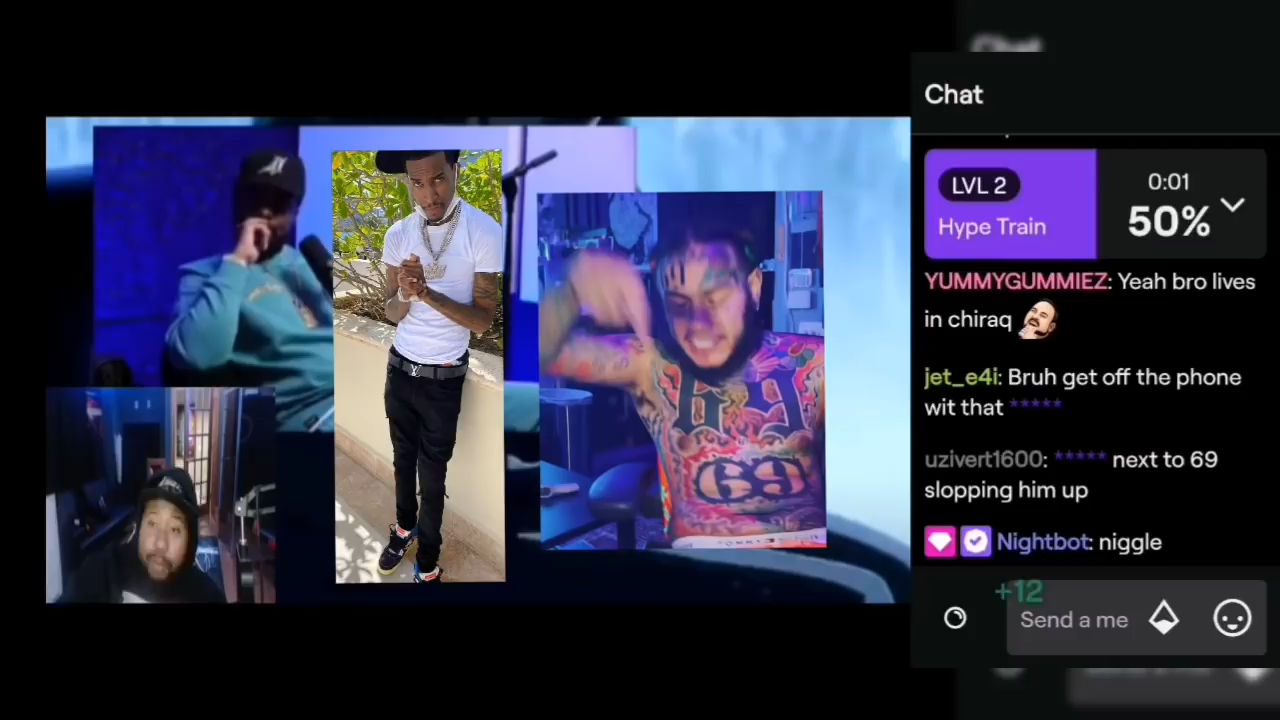 Chat
LVL 2
0:01
Hype Train
50%
YUMMYGUMMIEZ: Yeah bro lives
in chiraq
jet_e4i: Bruh get off the phone
wit that *****
uzivert1600: ***** next to 69
slopping him up
Nightbot: niggle
+12
Send a me
69
69